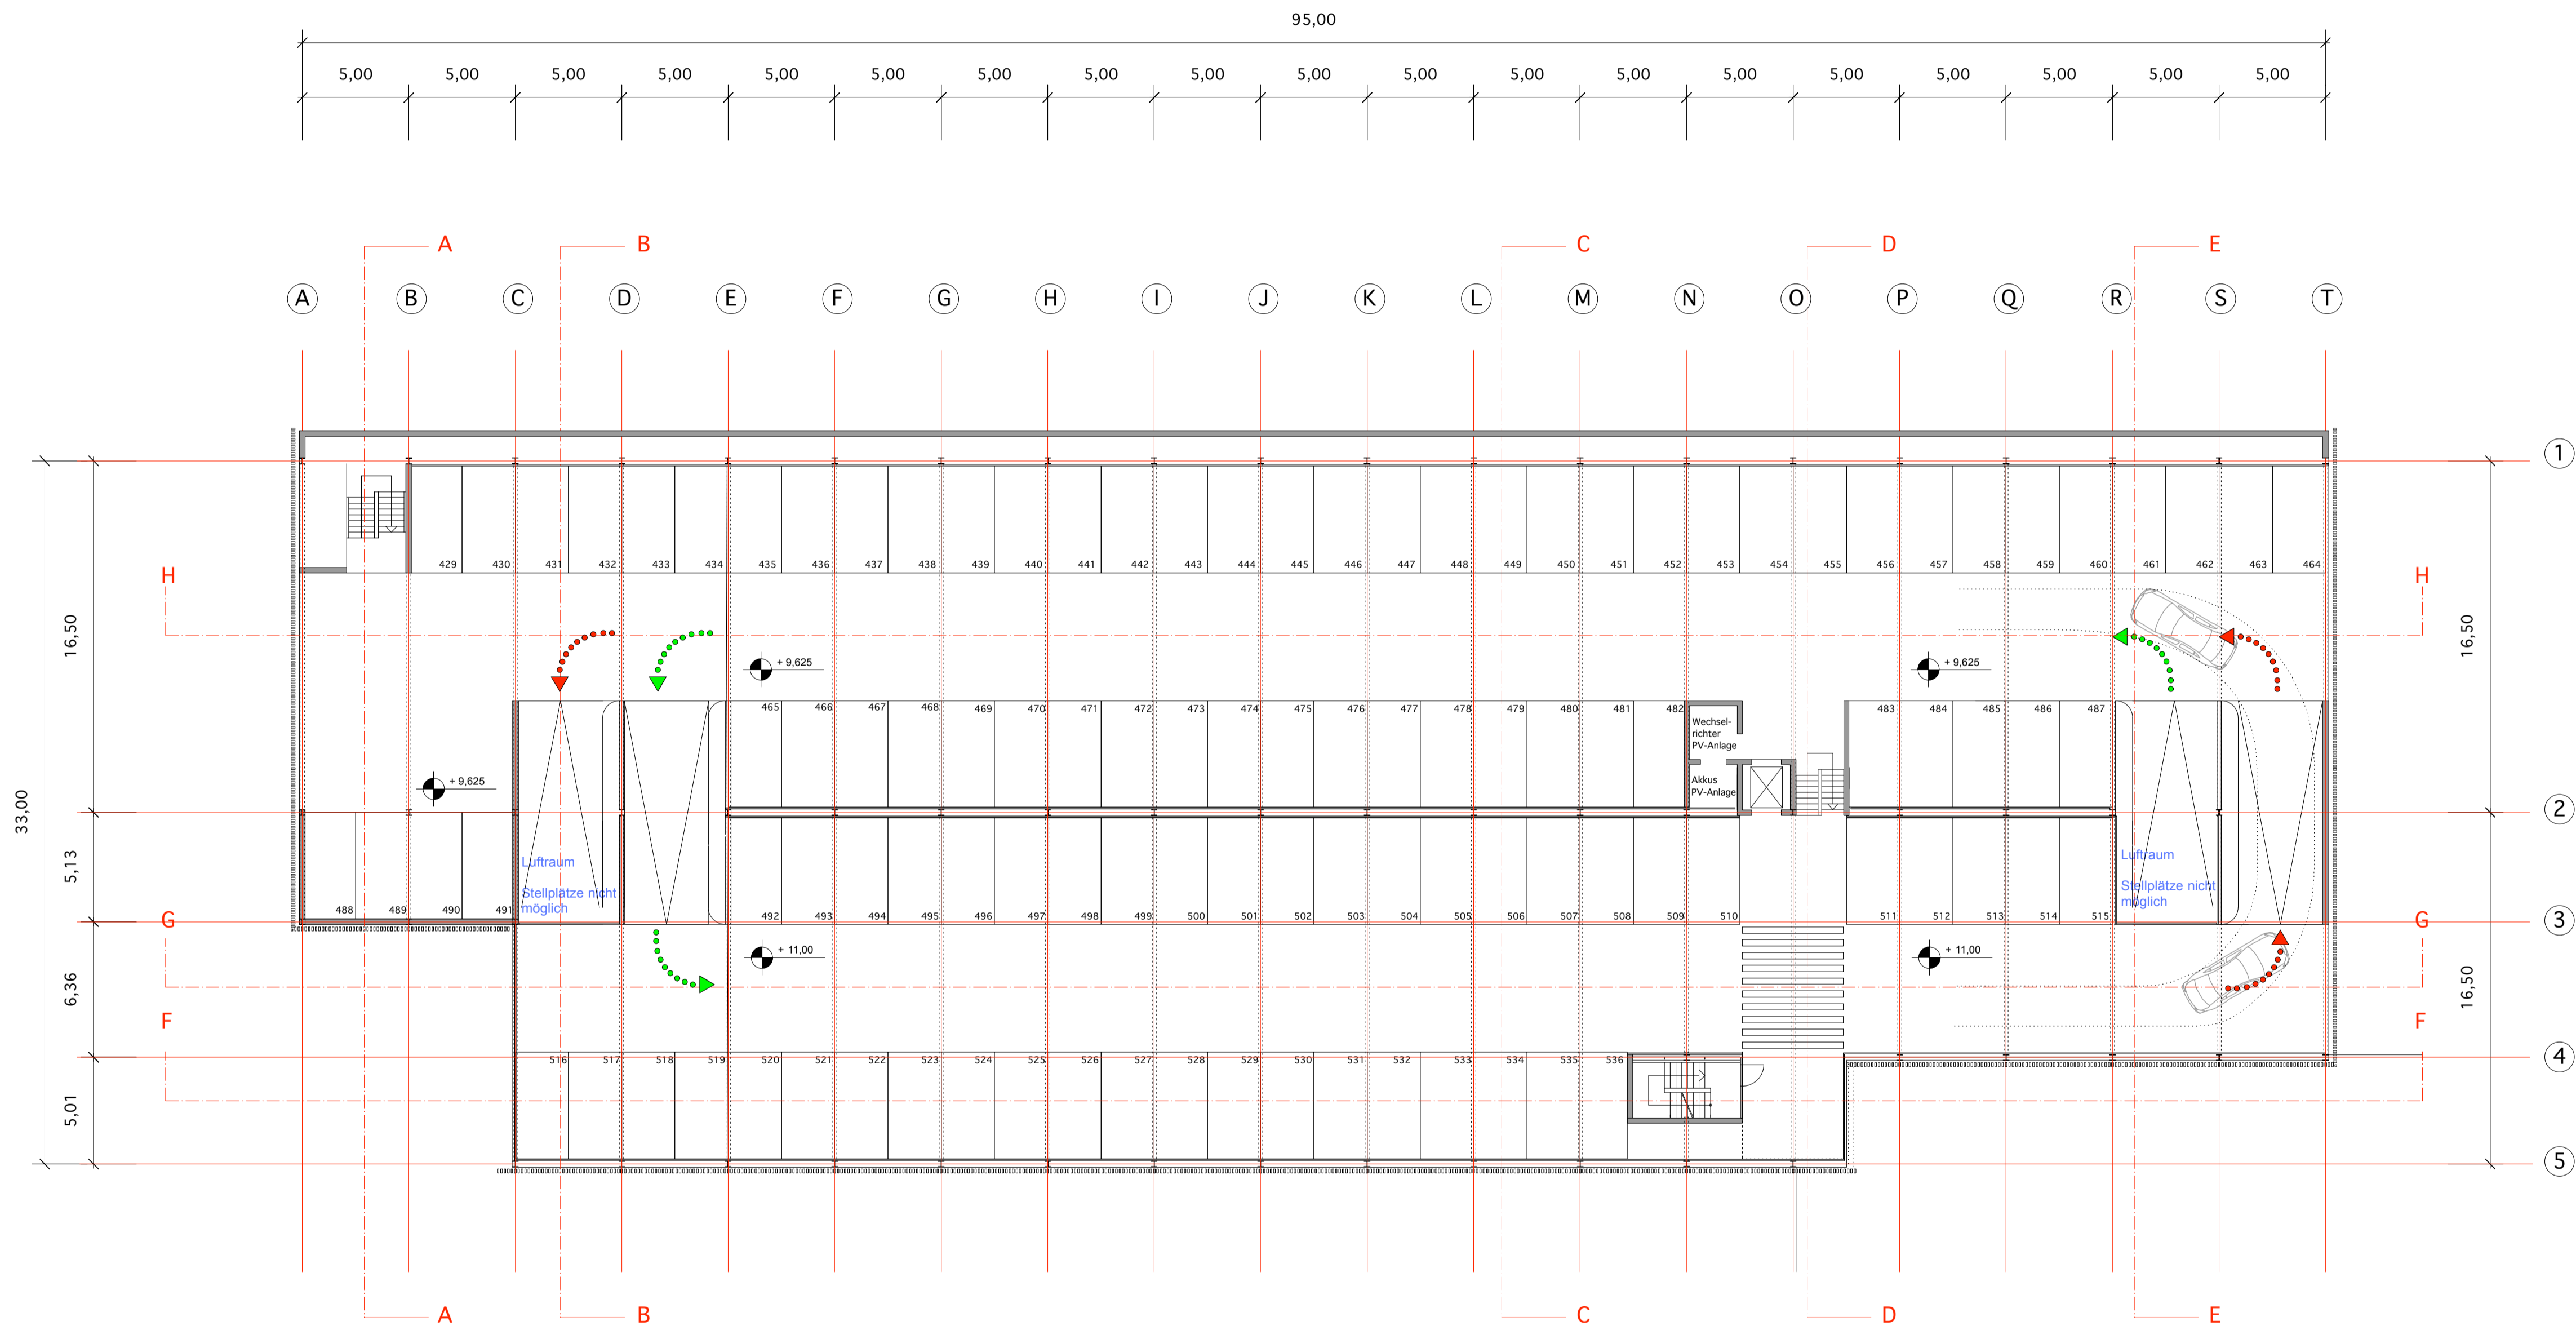 95,00
5,00 5,00 5,00 5,00 5,00 5,00 5,00 5,00 5,00 5,00 5,00 5,00 5,00 5,00 5,00 5,00 5,00 5,00 5,00
A B C D E
A B C D E F G H I J K L M N O P Q R S T
1
429 430 431 432 433 434 435 436 437 438 439 440 441 442 443 444 445 446 447 448 449 450 451 452 453 454 455 456 457 458 459 460 461 462 463 464
H H
16,50 16,50
+ 9,625 + 9,625
465 466 467 468 469 470 471 472 473 474 475 476 477 478 479 480 481 482 483 484 485 486 487
Wechsel-
richter
PV-Anlage
Akkus
PV-Anlage
+ 9,625
33,00
2
5,13
Luftraum
Stellplätze nicht
möglich
Luftraum
Stellplätze nicht
möglich
488 489 490 491 492 493 494 495 496 497 498 499 500 501 502 503 504 505 506 507 508 509 510 511 512 513 514 515
G G
3
+ 11,00 + 11,00
6,36 16,50
F F
4
516 517 518 519 520 521 522 523 524 525 526 527 528 529 530 531 532 533 534 535 536
5,01
5
A B C D E